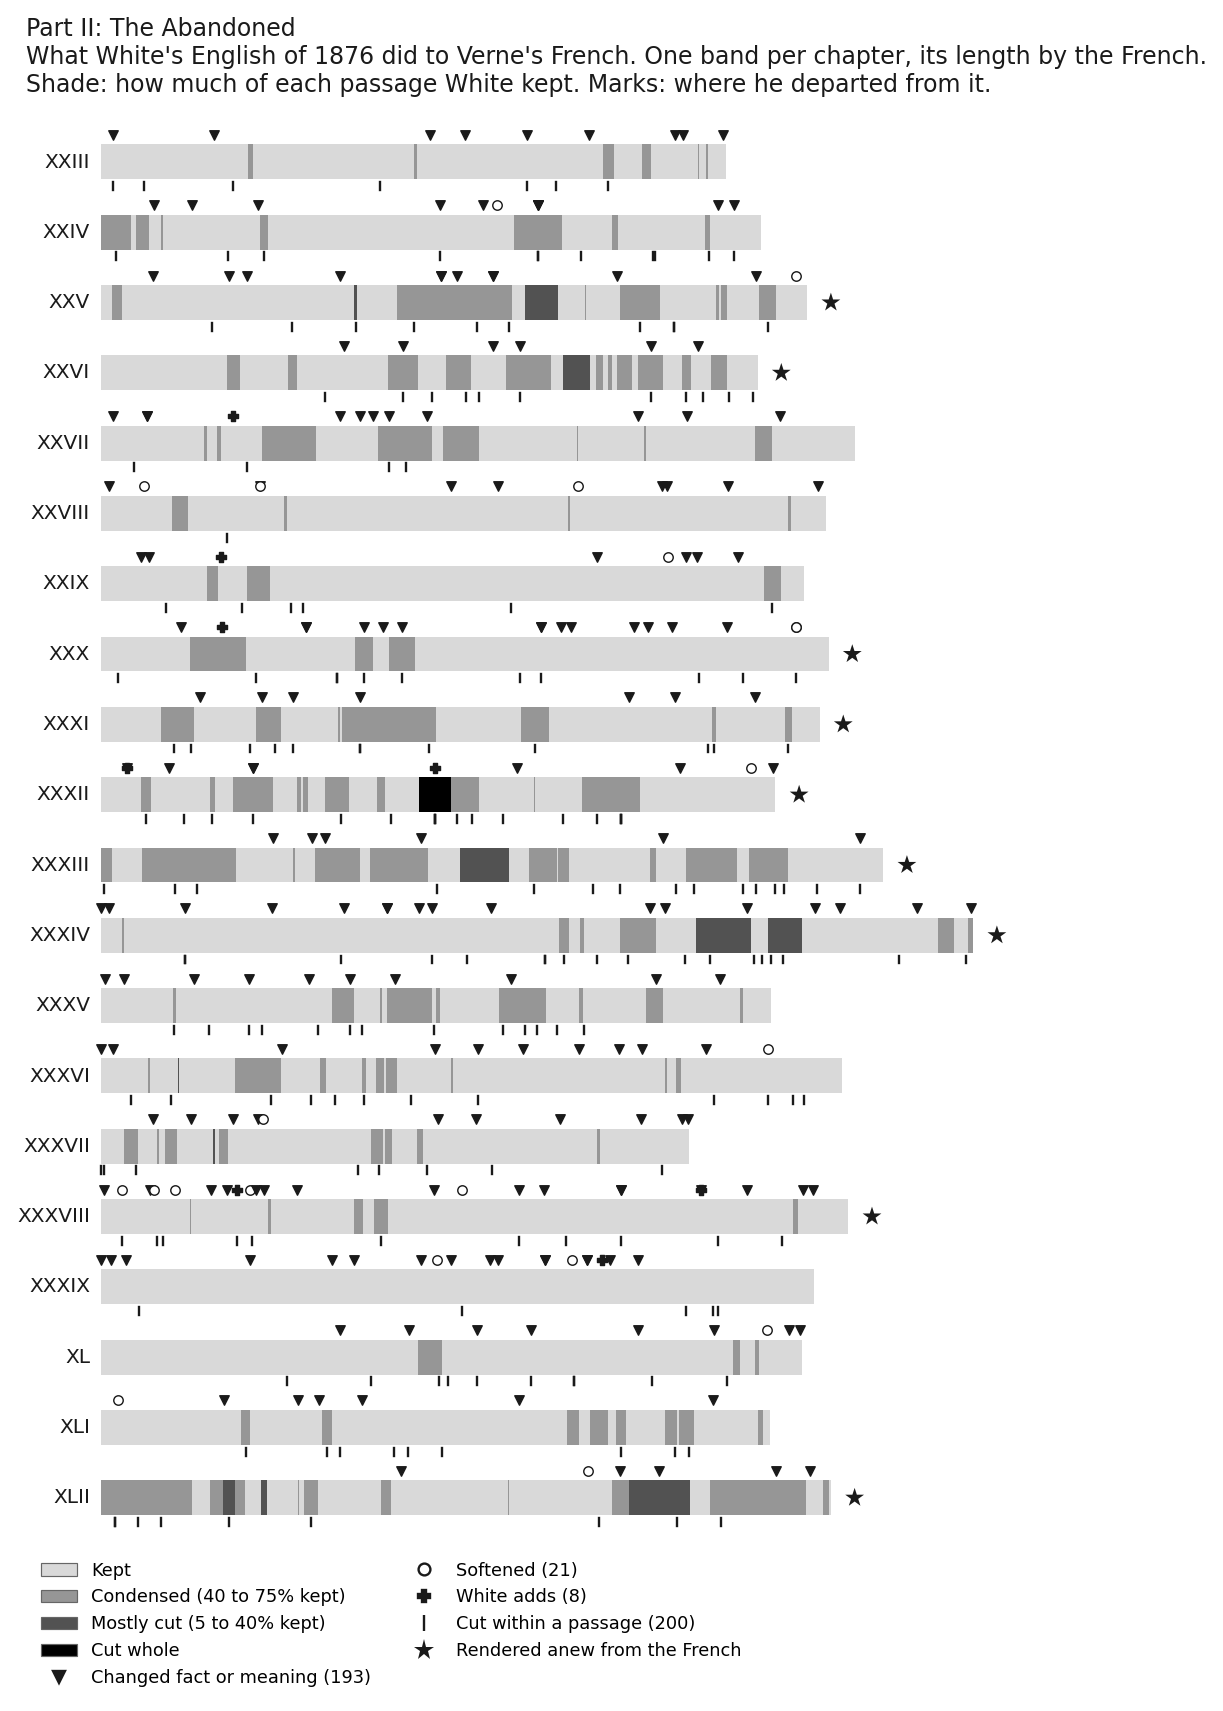 Part II: The Abandoned
What White's English of 1876 did to Verne's French. One band per chapter, its length by the French.
Shade: how much of each passage White kept. Marks: where he departed from it.
XXIII
XXIV
XXV
XXVI
XXVII
XXVIII
XXIX
XXX
XXXI
XXXII
XXXIII
XXXIV
XXXV
XXXVI
XXXVII
XXXVIII
XXXIX
XL
XLI
XLII
Kept
Condensed (40 to 75% kept)
Mostly cut (5 to 40% kept)
Cut whole
Changed fact or meaning (193)
Softened (21)
White adds (8)
Cut within a passage (200)
Rendered anew from the French